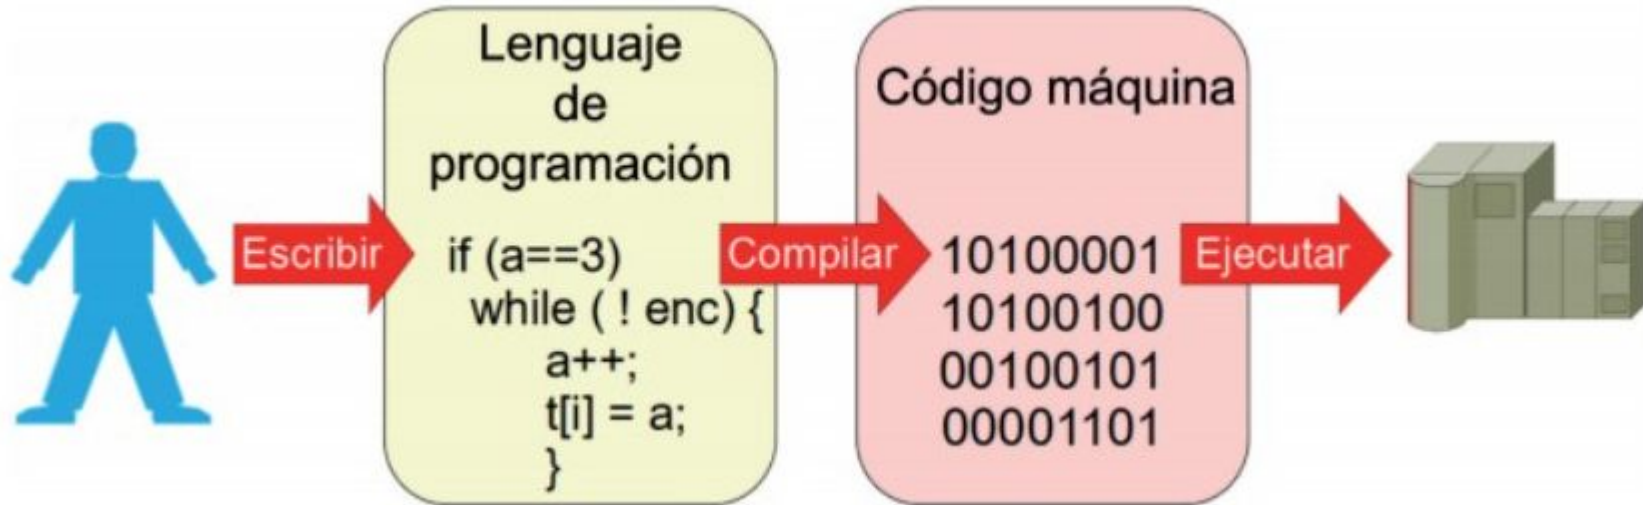 Lenguaje
de
programación
Escribir
if (a==3)
while ( ! enc) {
a++;
t[i] = a;
}
Compilar
Código máquina
10100001
10100100
00100101
00001101
Ejecutar